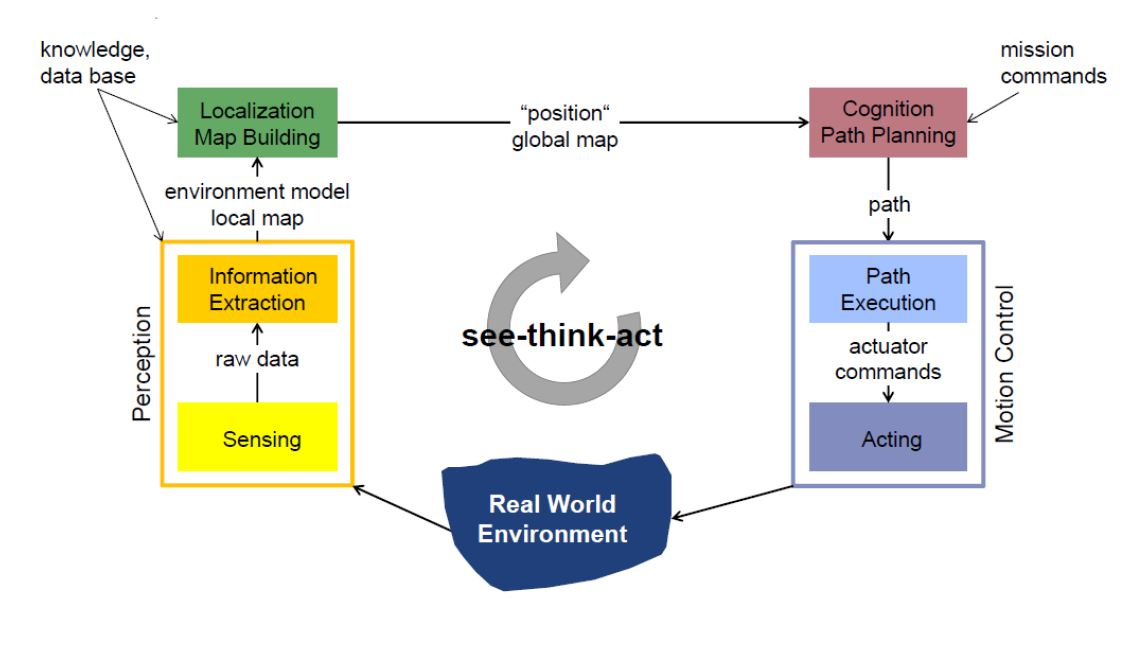 knowledge,
data base
mission
commands
Localization
Map Building
“position“
global map
Cognition
Path Planning
environment model
local map
path
Information
Extraction
Path
Execution
Perception
see-think-act
Motion Control
raw data
actuator
commands
Sensing
Acting
Real World
Environment